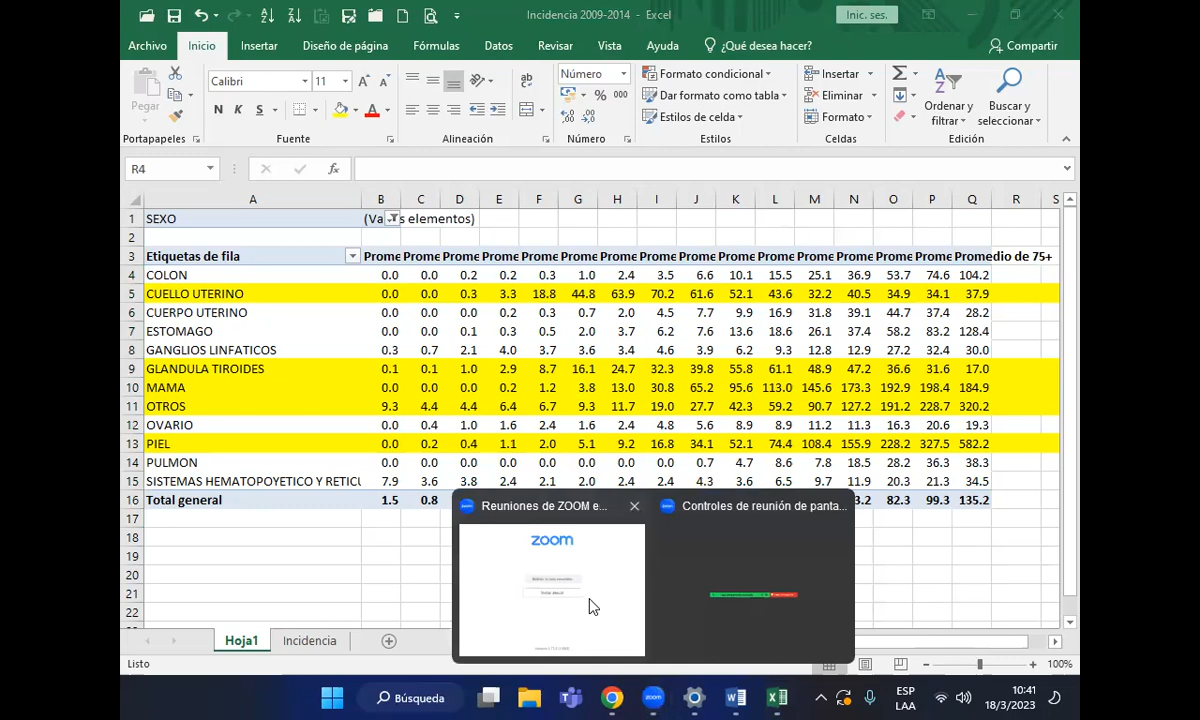 Incidencia 2009-2014 - Excel
Inic. ses.
Archivo Inicio Insertar Diseño de página Fórmulas Datos Revisar Vista Ayuda ¿Qué desea hacer? Compartir
Pegar Calibri 11 Número Formato condicional Insertar
N K S % 000 Dar formato como tabla Eliminar Ordenar y filtrar Buscar y seleccionar
Estilos de celda Formato
Portapapeles Fuente Alineación Número Estilos Celdas Edición
R4 fx
A B C D E F G H I J K L M N O P Q R S
1 SEXO (Va s elementos)
2
3 Etiquetas de fila Prome Prome Prome Prome Prome Prome Prome Prome Prome Prome Prome Prome Prome Prome Prome Promedio de 75+
4 COLON 0.0 0.0 0.2 0.2 0.3 1.0 2.4 3.5 6.6 10.1 15.5 25.1 36.9 53.7 74.6 104.2
5 CUELLO UTERINO 0.0 0.0 0.3 3.3 18.8 44.8 63.9 70.2 61.6 52.1 43.6 32.2 40.5 34.9 34.1 37.9
6 CUERPO UTERINO 0.0 0.0 0.0 0.2 0.3 0.7 2.0 4.5 7.7 9.9 16.9 31.8 39.1 44.7 37.4 28.2
7 ESTOMAGO 0.0 0.0 0.1 0.3 0.5 2.0 3.7 6.2 7.6 13.6 18.6 26.1 37.4 58.2 83.2 128.4
8 GANGLIOS LINFATICOS 0.3 0.7 2.1 4.0 3.7 3.6 3.4 4.6 3.9 6.2 9.3 12.8 12.9 27.2 32.4 30.0
9 GLANDULA TIROIDES 0.1 0.1 1.0 2.9 8.7 16.1 24.7 32.3 39.8 55.8 61.1 48.9 47.2 36.6 31.6 17.0
10 MAMA 0.0 0.0 0.0 0.2 1.2 3.8 13.0 30.8 65.2 95.6 113.0 145.6 173.3 192.9 198.4 184.9
11 OTROS 9.3 4.4 4.4 6.4 6.7 9.3 11.7 19.0 27.7 42.3 59.2 90.7 127.2 191.2 228.7 320.2
12 OVARIO 0.0 0.4 1.0 1.6 2.4 1.6 2.4 4.8 5.6 8.9 8.9 11.2 11.3 16.3 20.6 19.3
13 PIEL 0.0 0.2 0.4 1.1 2.0 5.1 9.2 16.8 34.1 52.1 74.4 108.4 155.9 228.2 327.5 582.2
14 PULMON 0.0 0.0 0.0 0.0 0.0 0.0 0.0 0.0 0.7 4.7 8.6 7.8 18.5 28.2 36.3 38.3
15 SISTEMAS HEMATOPOYETICO Y RETICU 7.9 3.6 3.8 2.4 2.1 2.0 2.4 2.4 4.3 3.6 6.5 9.7 11.9 20.3 21.3 34.5
16 Total general 1.5 0.8 3.2 82.3 99.3 135.2
17
18
19
20
21
22
Reuniones de ZOOM e... Controles de reunión de panta...
zoom
Hoja1 Incidencia
Listo 100%
Búsqueda
zoom
ESP
LAA
10:41
18/3/2023